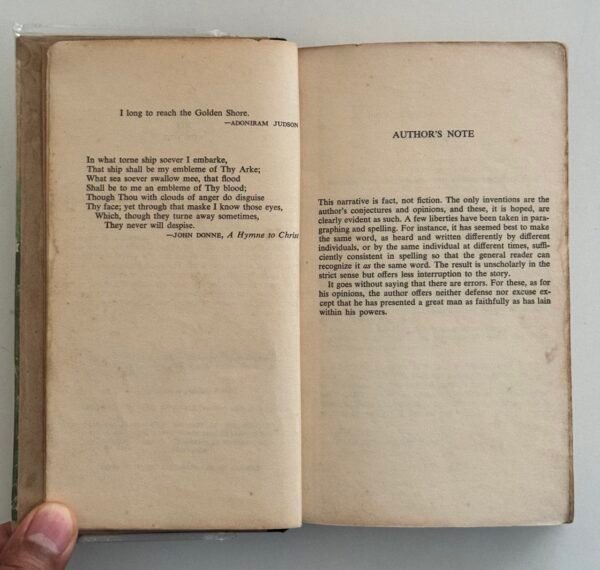 I long to reach the Golden Shore.
—ADONIRAM JUDSON
In what torne ship soever I embarke,
That ship shall be my embleme of Thy Arke;
What sea soever swallow mee, that flood
Shall be to me an embleme of Thy blood;
Though Thou with clouds of anger do disguise
Thy face; yet through that maske I know those eyes,
Which, though they turne away sometimes,
They never will despise.
—JOHN DONNE, A Hymne to Chris
AUTHOR'S NOTE
This narrative is fact, not fiction. The only inventions are the
author's conjectures and opinions, and these, it is hoped, are
clearly evident as such. A few liberties have been taken in para-
graphing and spelling. For instance, it has seemed best to make
the same word, as heard and written differently by different
individuals, or by the same individual at different times, suffi-
ciently consistent in spelling so that the general reader can
recognize it as the same word. The result is unscholarly in the
strict sense but offers less interruption to the story.
It goes without saying that there are errors. For these, as for
his opinions, the author offers neither defense nor excuse ex-
cept that he has presented a great man as faithfully as has lain
within his powers.